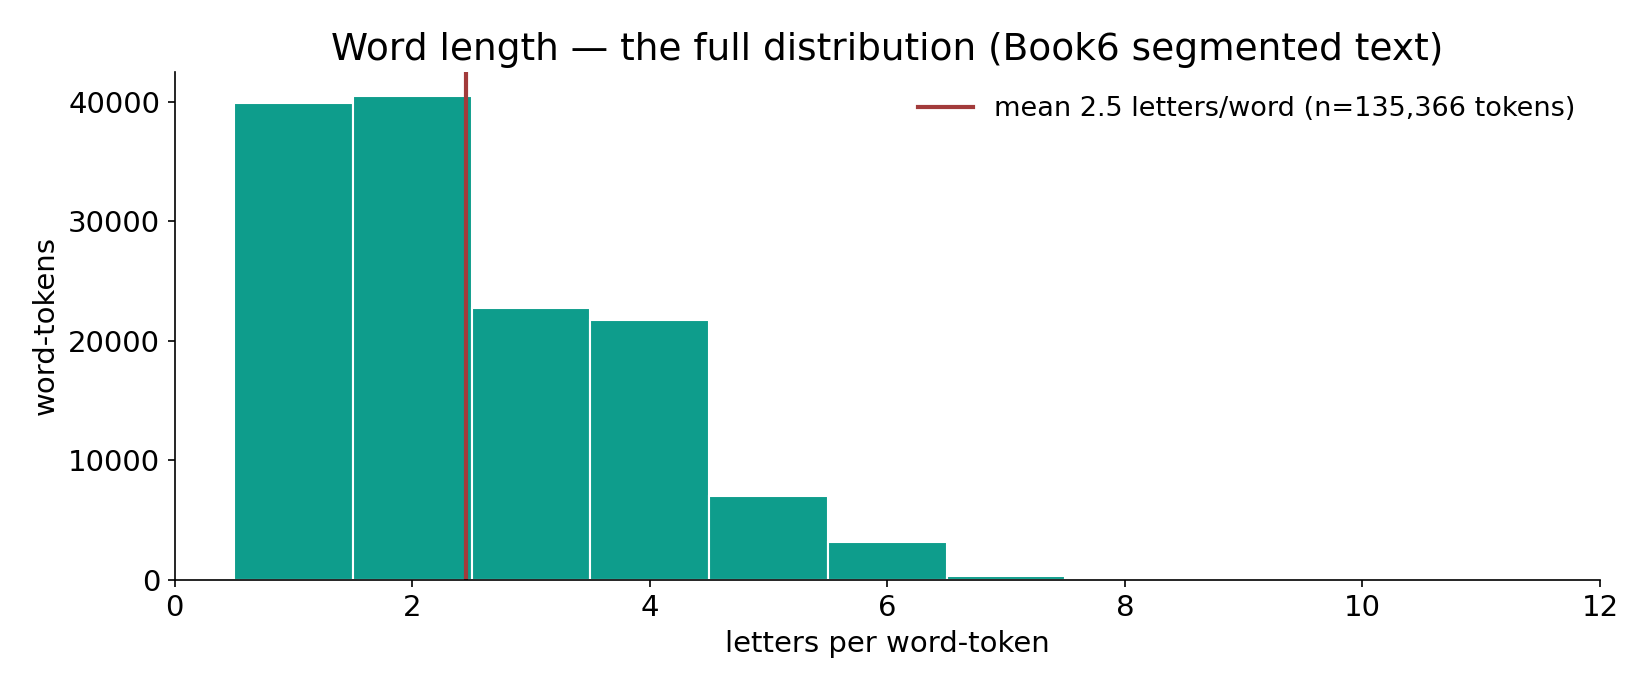 Word length — the full distribution (Book6 segmented text)
mean 2.5 letters/word (n=135,366 tokens)
word-tokens
40000
30000
20000
10000
0
0 2 4 6 8 10 12
letters per word-token